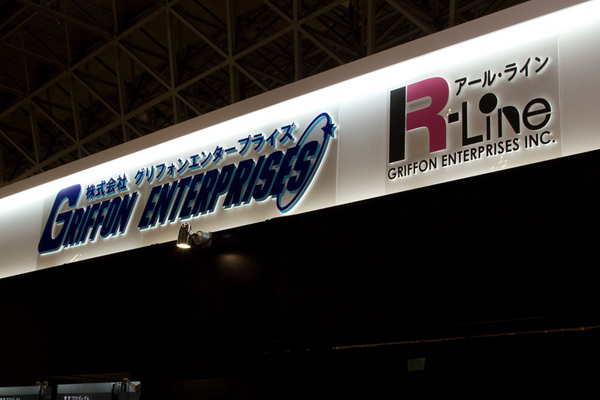 株式会社 グリフォンエンタープライズ
GRIFFON ENTERPRISES
アール・ライン
R-Line
GRIFFON ENTERPRISES INC.